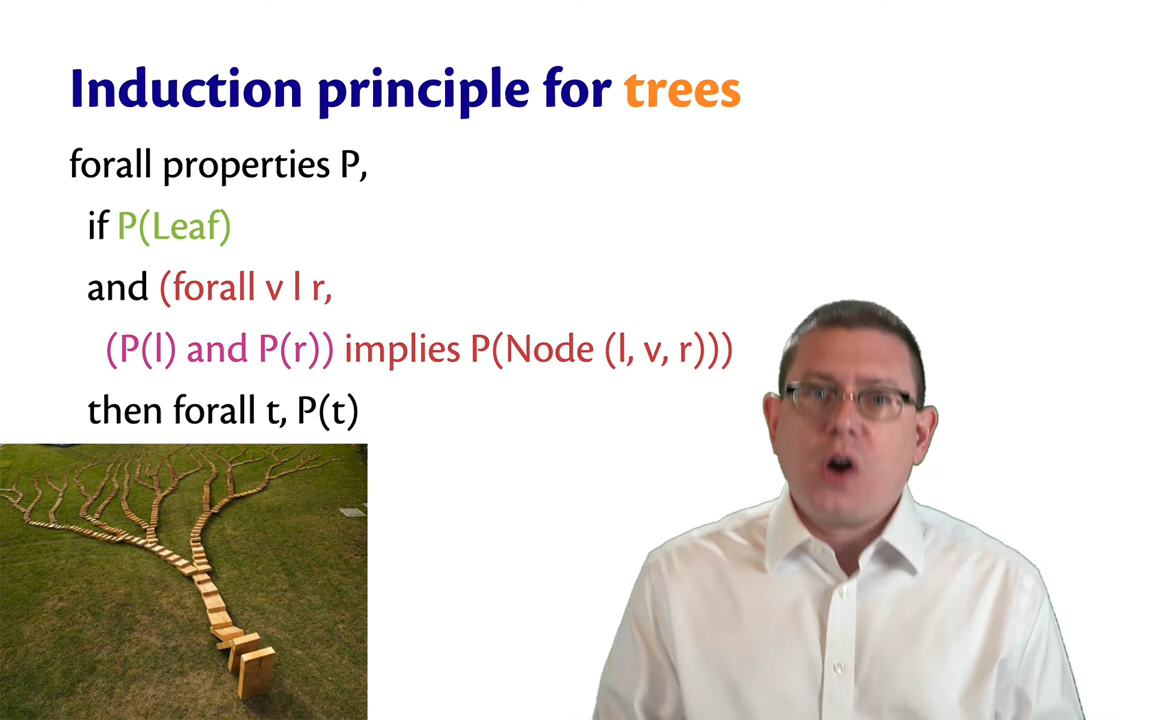 Induction principle for trees
forall properties P,
if P(Leaf)
and (forall v l r,
(P(l) and P(r)) implies P(Node (l, v, r)))
then forall t, P(t)